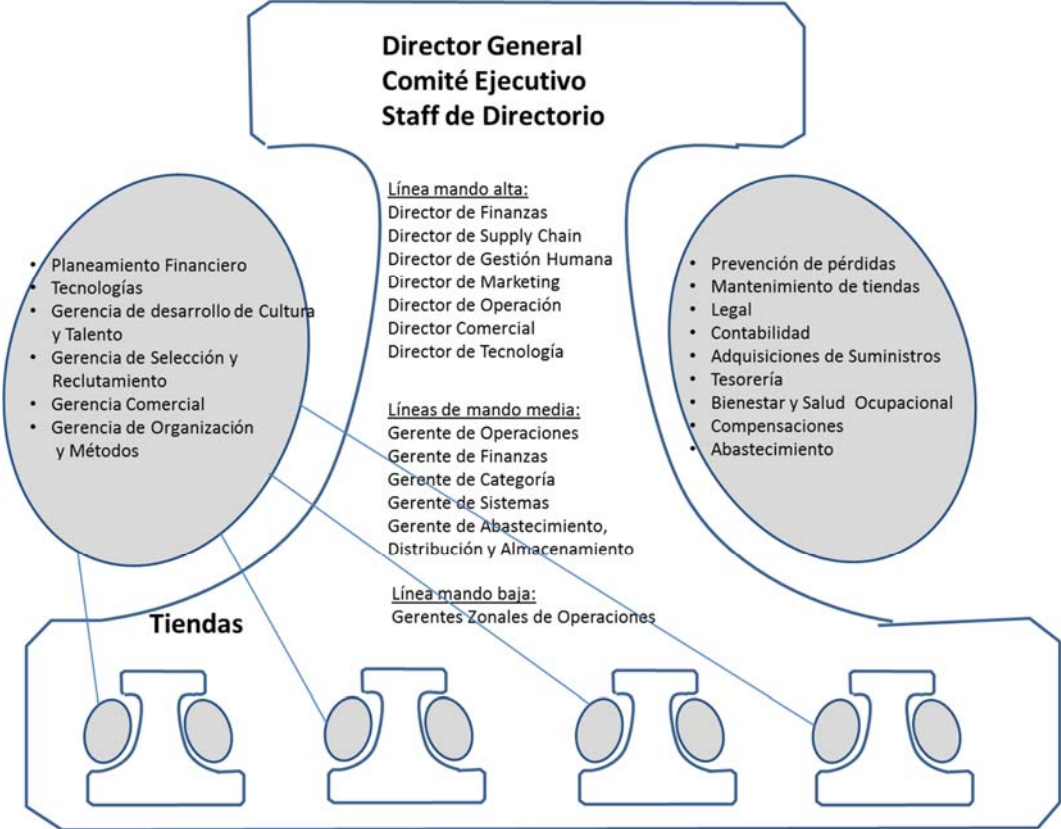 Director General
Comité Ejecutivo
Staff de Directorio
• Planeamiento Financiero
• Tecnologías
• Gerencia de desarrollo de Cultura
y Talento
• Gerencia de Selección y
Reclutamiento
• Gerencia Comercial
• Gerencia de Organización
y Métodos
Línea mando alta:
Director de Finanzas
Director de Supply Chain
Director de Gestión Humana
Director de Marketing
Director de Operación
Director Comercial
Director de Tecnología
Líneas de mando media:
Gerente de Operaciones
Gerente de Finanzas
Gerente de Categoría
Gerente de Sistemas
Gerente de Abastecimiento,
Distribución y Almacenamiento
Línea mando baja:
Gerentes Zonales de Operaciones
• Prevención de pérdidas
• Mantenimiento de tiendas
• Legal
• Contabilidad
• Adquisiciones de Suministros
• Tesorería
• Bienestar y Salud Ocupacional
• Compensaciones
• Abastecimiento
Tiendas